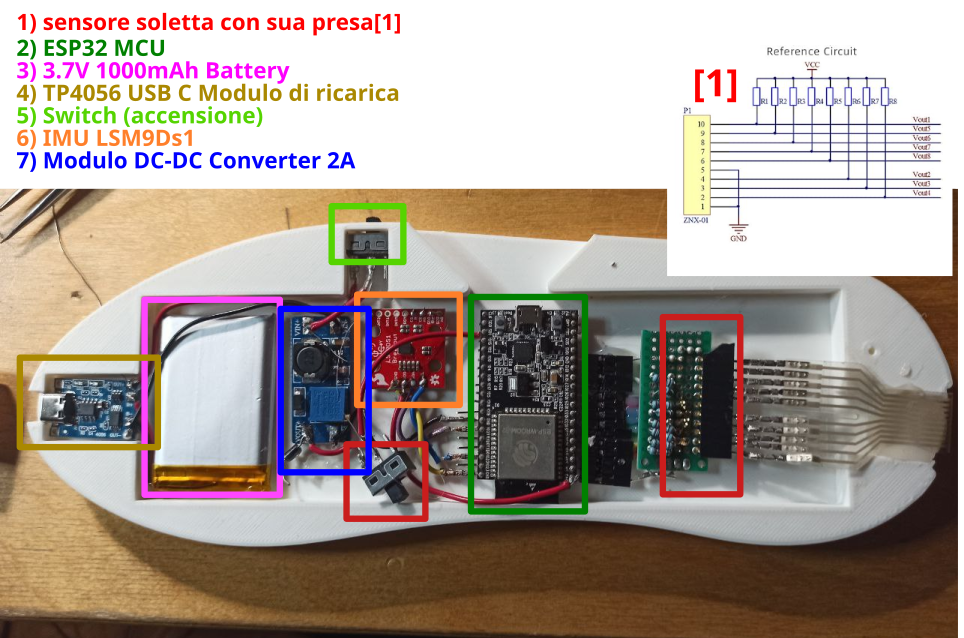 1) sensore soletta con sua presa[1]
2) ESP32 MCU
3) 3.7V 1000mAh Battery
4) TP4056 USB C Modulo di ricarica
5) Switch (accensione)
6) IMU LSM9Ds1
7) Modulo DC-DC Converter 2A
Reference Circuit
[1]
VCC
R1 R2 R3 R4 R5 R6 R7 R8
P1
10 Vout1
9 Vout5
8 Vout6
7 Vout7
6 Vout8
5
4 Vout2
3 Vout3
2 Vout4
1
ZNX-01
GND
VIN+